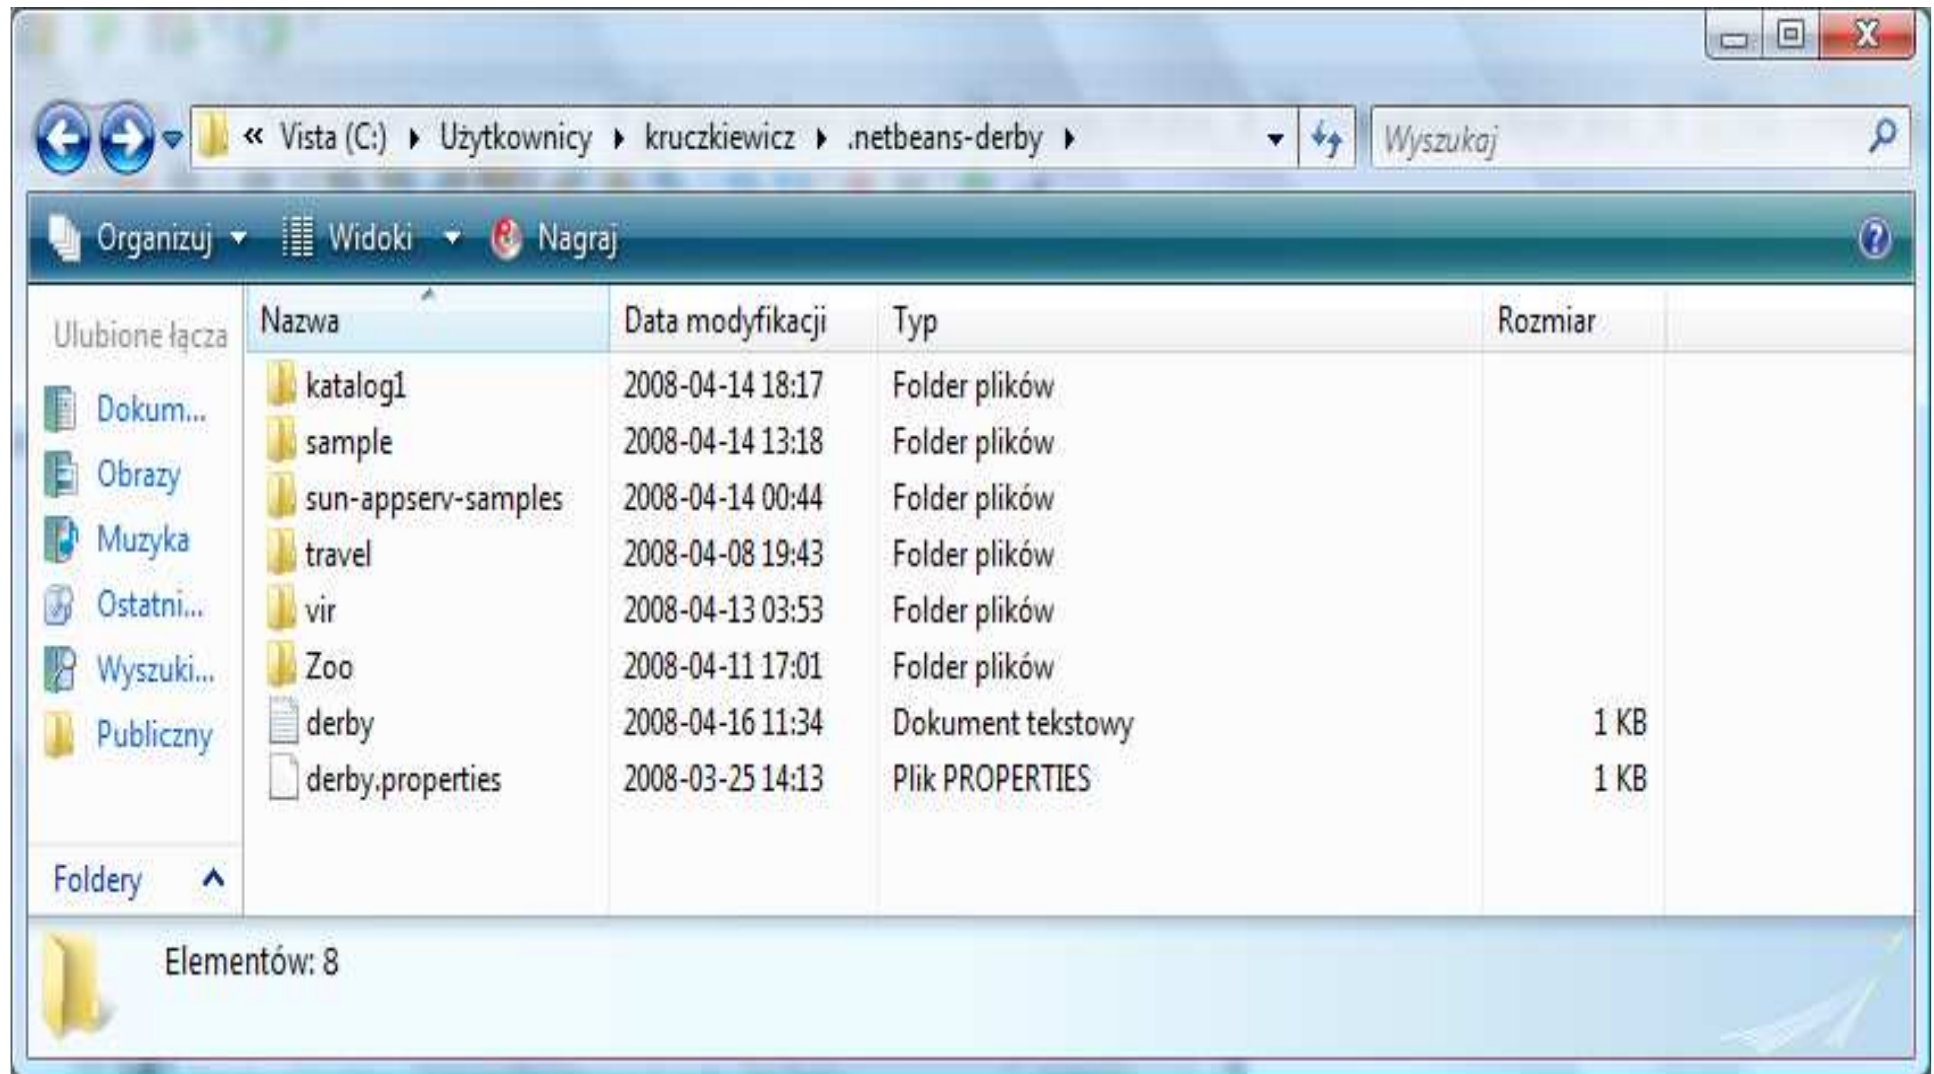 « Vista (C:) Użytkownicy kruczkiewicz .netbeans-derby Wyszukaj
Organizuj Widoki Nagraj
Ulubione łącza
Dokum...
Obrazy
Muzyka
Ostatni...
Wyszuki...
Publiczny
Foldery
Nazwa Data modyfikacji Typ Rozmiar
katalog1 2008-04-14 18:17 Folder plików
sample 2008-04-14 13:18 Folder plików
sun-appserv-samples 2008-04-14 00:44 Folder plików
travel 2008-04-08 19:43 Folder plików
vir 2008-04-13 03:53 Folder plików
Zoo 2008-04-11 17:01 Folder plików
derby 2008-04-16 11:34 Dokument tekstowy 1 KB
derby.properties 2008-03-25 14:13 Plik PROPERTIES 1 KB
Elementów: 8